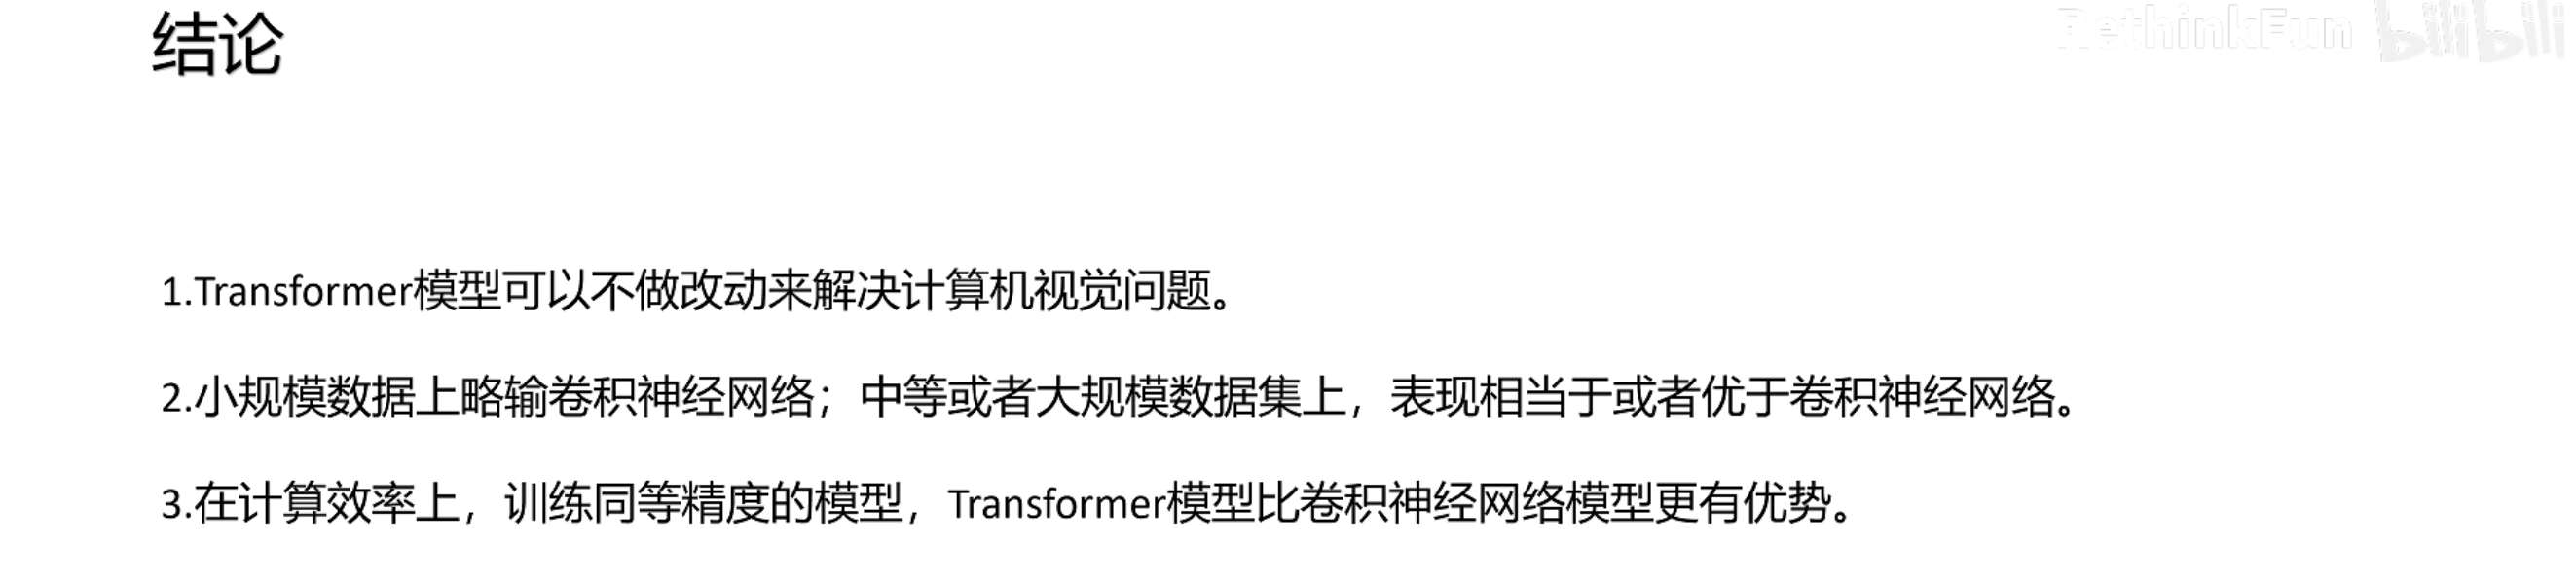 结论
RethinkFun bilibili
1.Transformer模型可以不做改动来解决计算机视觉问题。
2.小规模数据上略输卷积神经网络；中等或者大规模数据集上，表现相当于或者优于卷积神经网络。
3.在计算效率上，训练同等精度的模型，Transformer模型比卷积神经网络模型更有优势。